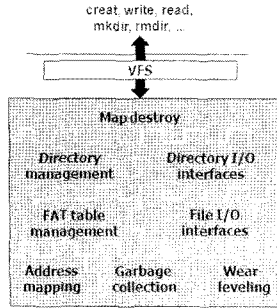 creat, write, read,
mkdir, rmdir, ...
VFS
Map destroy
Directory management
Directory I/O interfaces
FAT table management
File I/O interfaces
Address mapping
Garbage collection
Wear leveling